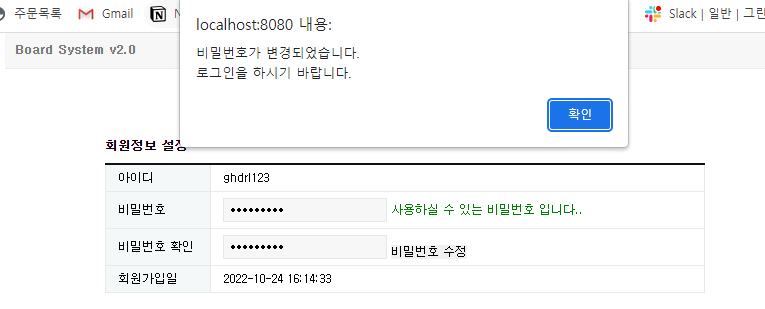 주문목록 Gmail N Slack | 일반 | 그린
localhost:8080 내용:
비밀번호가 변경되었습니다.
로그인을 하시기 바랍니다.
확인
Board System v2.0
회원정보 설정
아이디 ghdrl123
비밀번호 ••••••••• 사용하실 수 있는 비밀번호 입니다..
비밀번호 확인 ••••••••• 비밀번호 수정
회원가입일 2022-10-24 16:14:33